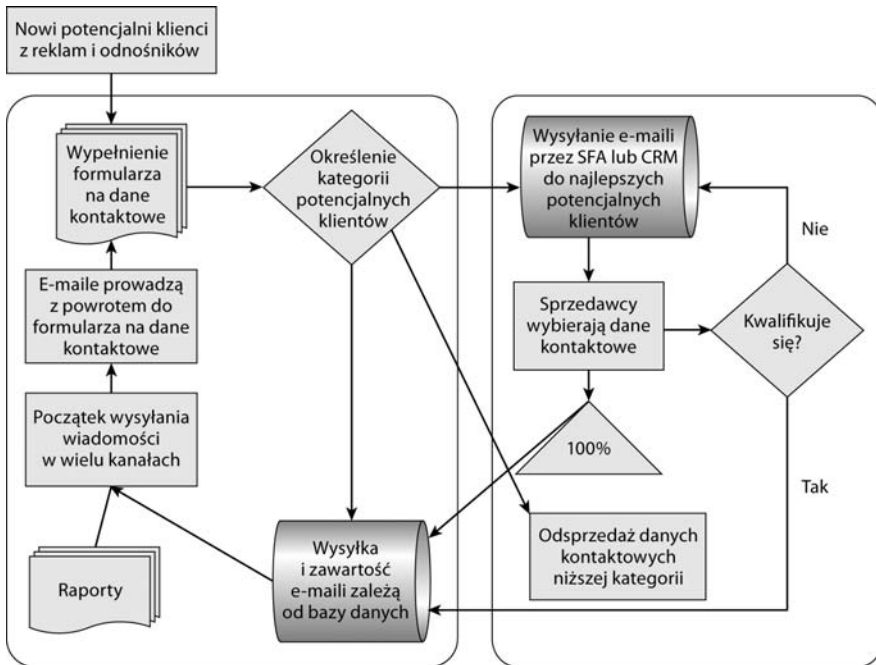 Nowi potencjalni klienci
z reklam i odnośników
Wypełnienie
formularza
na dane
kontaktowe
Określenie
kategorii
potencjalnych
klientów
Wysyłanie e-maili
przez SFA lub CRM
do najlepszych
potencjalnych
klientów
Nie
E-maile prowadzą
z powrotem do
formularza na dane
kontaktowe
Sprzedawcy
wybierają dane
kontaktowe
Kwalifikuje
się?
Początek wysyłania
wiadomości
w wielu kanałach
100%
Tak
Raporty
Wysyłka
i zawartość
e-maili zależą
od bazy danych
Odsprzedaż danych
kontaktowych
niższej kategorii